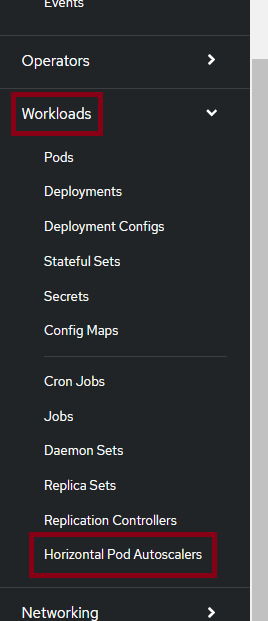 Events
Operators
Workloads
Pods
Deployments
Deployment Configs
Stateful Sets
Secrets
Config Maps
Cron Jobs
Jobs
Daemon Sets
Replica Sets
Replication Controllers
Horizontal Pod Autoscalers
Networking